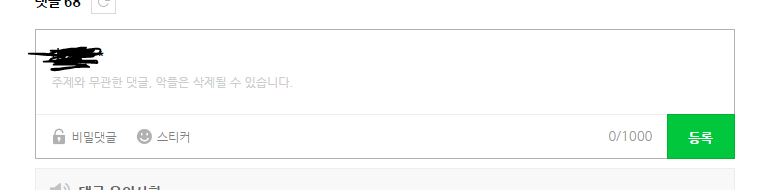 댓글 68
주제와 무관한 댓글, 악플은 삭제될 수 있습니다.
비밀댓글 스티커 0/1000 등록